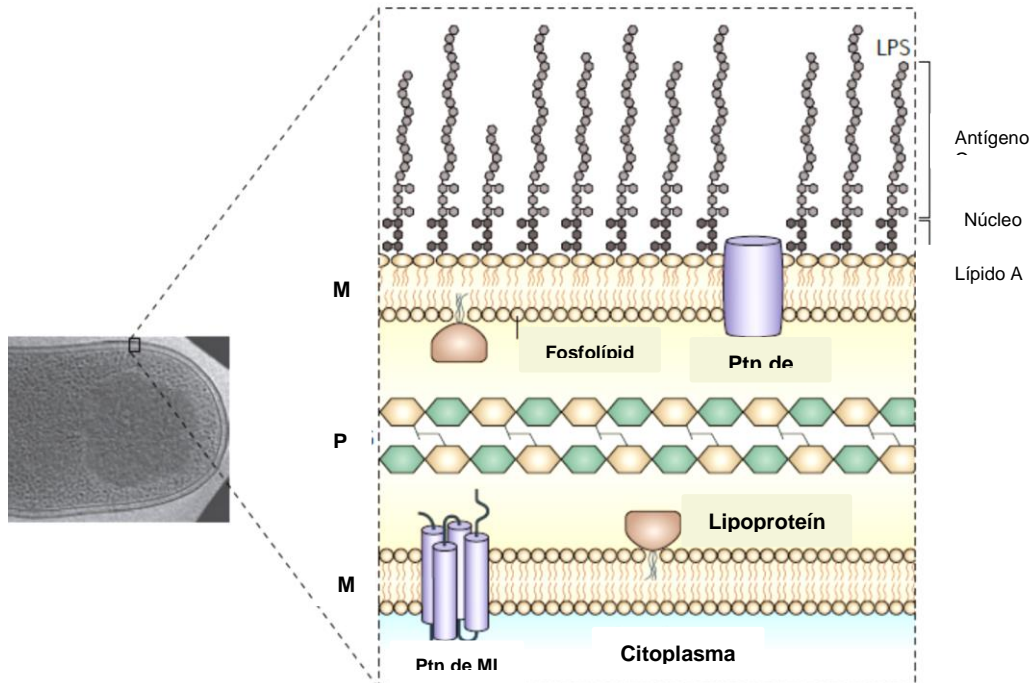 LPS
Antígeno
Núcleo
Lípido A
M
Fosfolípid
Ptn de
P
Lipoproteín
M
Ptn de MI
Citoplasma